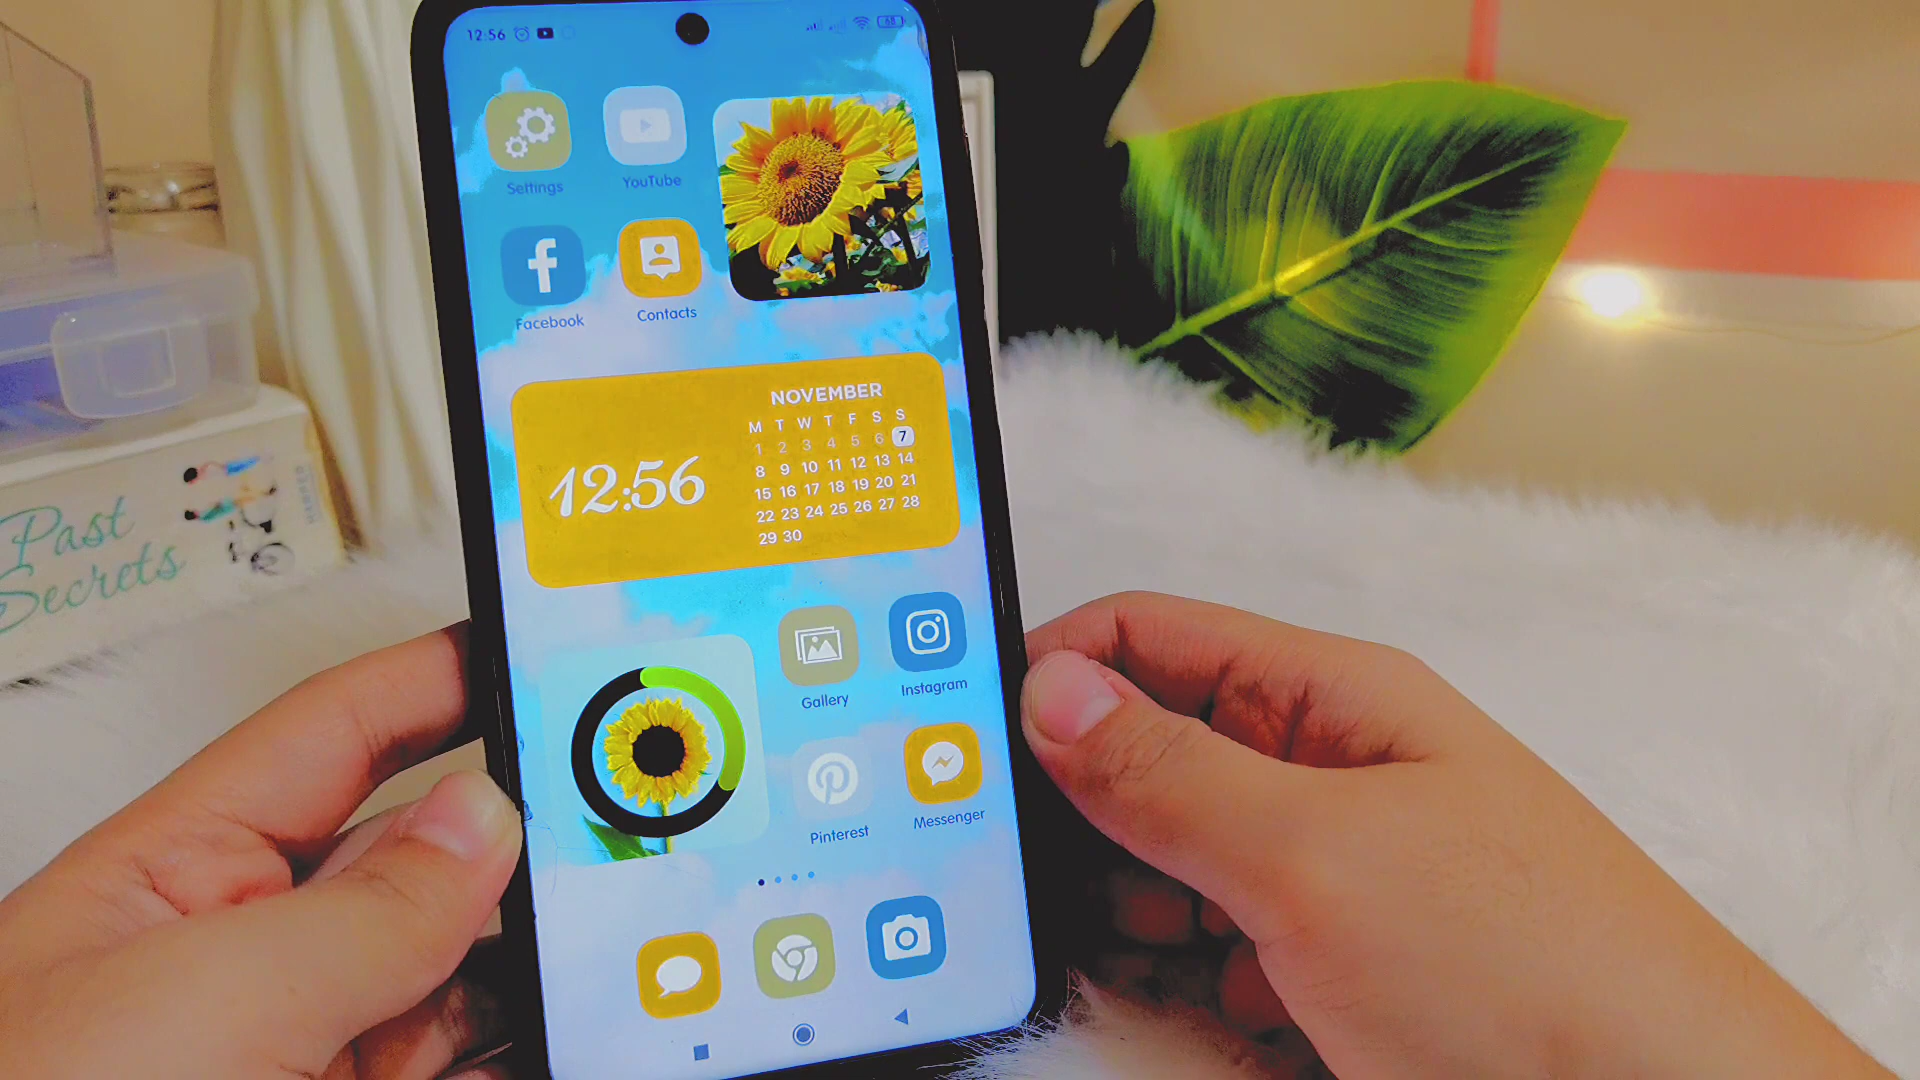 12:56
68
Settings
YouTube
Facebook
Contacts
NOVEMBER
M T W T F S S
1 2 3 4 5 6 7
8 9 10 11 12 13 14
15 16 17 18 19 20 21
22 23 24 25 26 27 28
29 30
12:56
Gallery
Instagram
Pinterest
Messenger
Past
Secrets